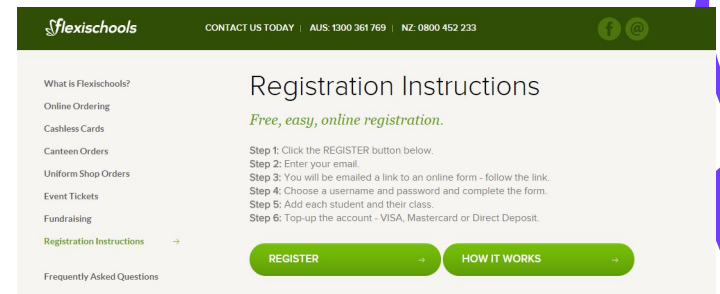 flexischools
CONTACT US TODAY | AUS: 1300 361 769 | NZ: 0800 452 233
What is Flexischools?
Online Ordering
Cashless Cards
Canteen Orders
Uniform Shop Orders
Event Tickets
Fundraising
Registration Instructions →
Frequently Asked Questions
Registration Instructions
Free, easy, online registration.
Step 1: Click the REGISTER button below.
Step 2: Enter your email.
Step 3: You will be emailed a link to an online form - follow the link.
Step 4: Choose a username and password and complete the form.
Step 5: Add each student and their class.
Step 6: Top-up the account - VISA, Mastercard or Direct Deposit.
REGISTER →
HOW IT WORKS →